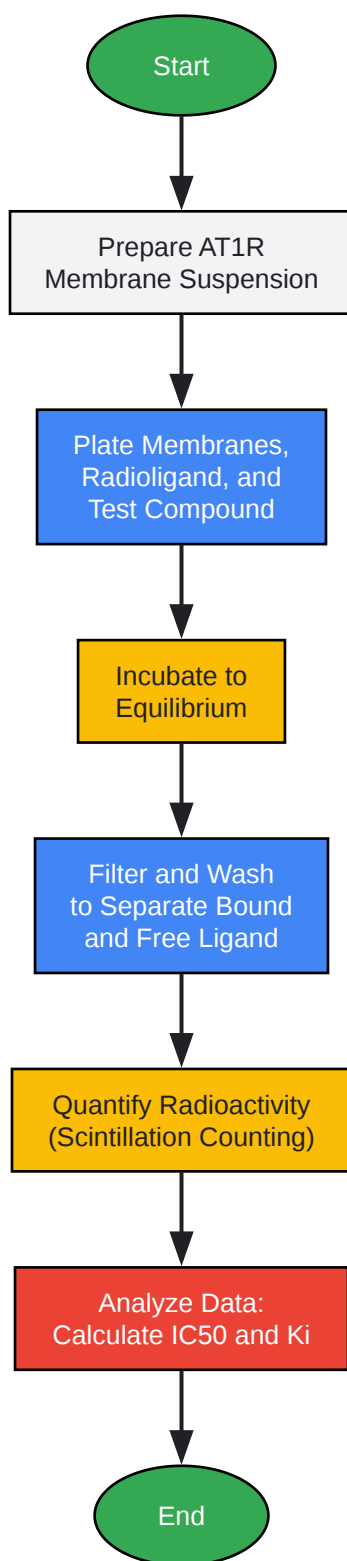 Start
Prepare AT1R
Membrane Suspension
Plate Membranes,
Radioligand, and
Test Compound
Incubate to
Equilibrium
Filter and Wash
to Separate Bound
and Free Ligand
Quantify Radioactivity
(Scintillation Counting)
Analyze Data:
Calculate IC50 and Ki
End